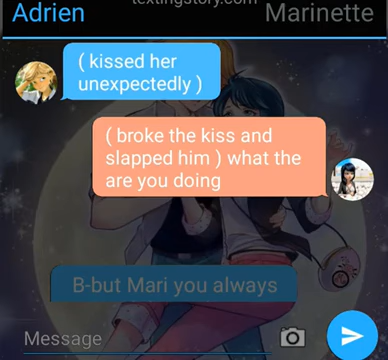 textingstory.com
Adrien
Marinette
( kissed her
unexpectedly )
( broke the kiss and
slapped him ) what the
are you doing
B-but Mari you always
Message